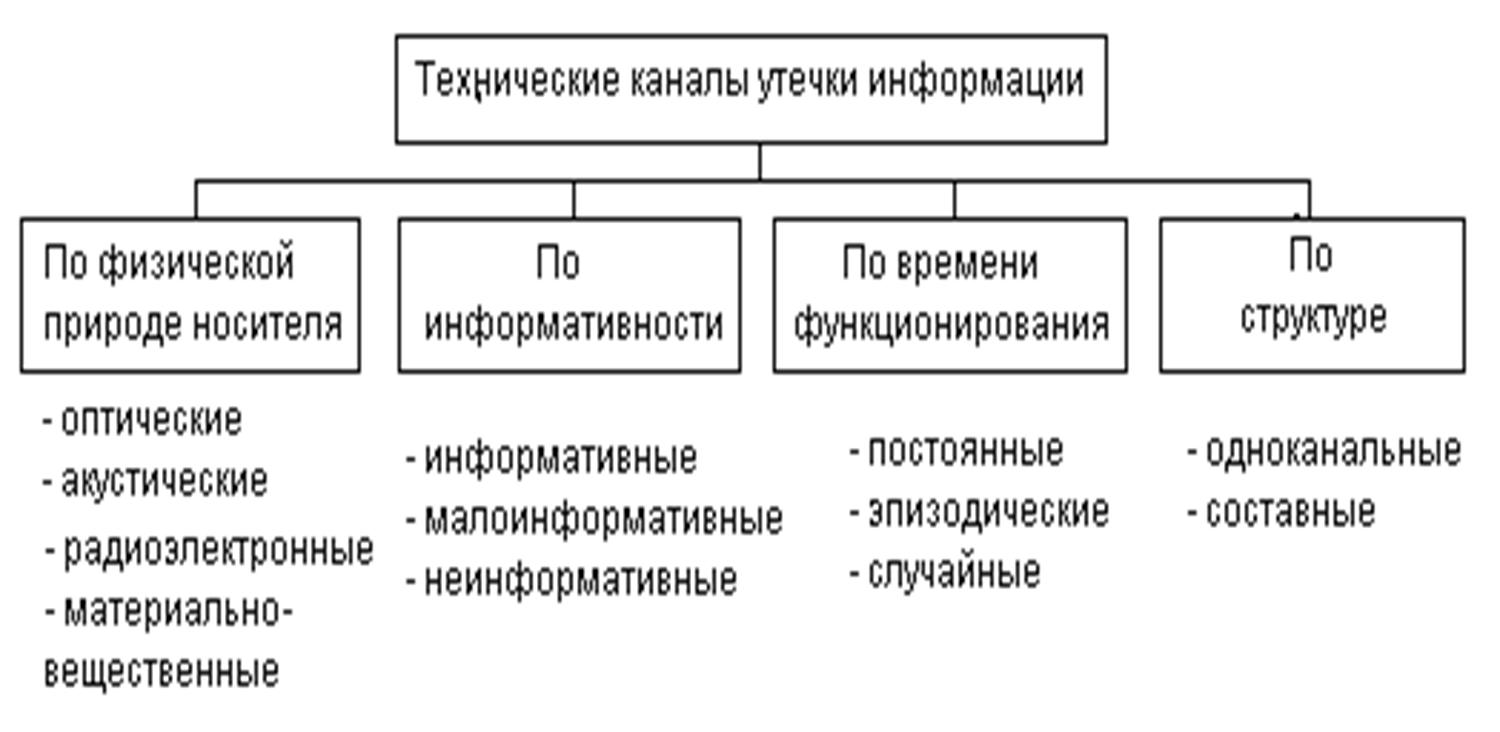 Технические каналы утечки информации
По физической
природе носителя
По
информативности
По времени
функционирования
По
структуре
- оптические
- акустические
- радиоэлектронные
- материально-
вещественные
- информативные
- малоинформативные
- неинформативные
- постоянные
- эпизодические
- случайные
- одноканальные
- составные